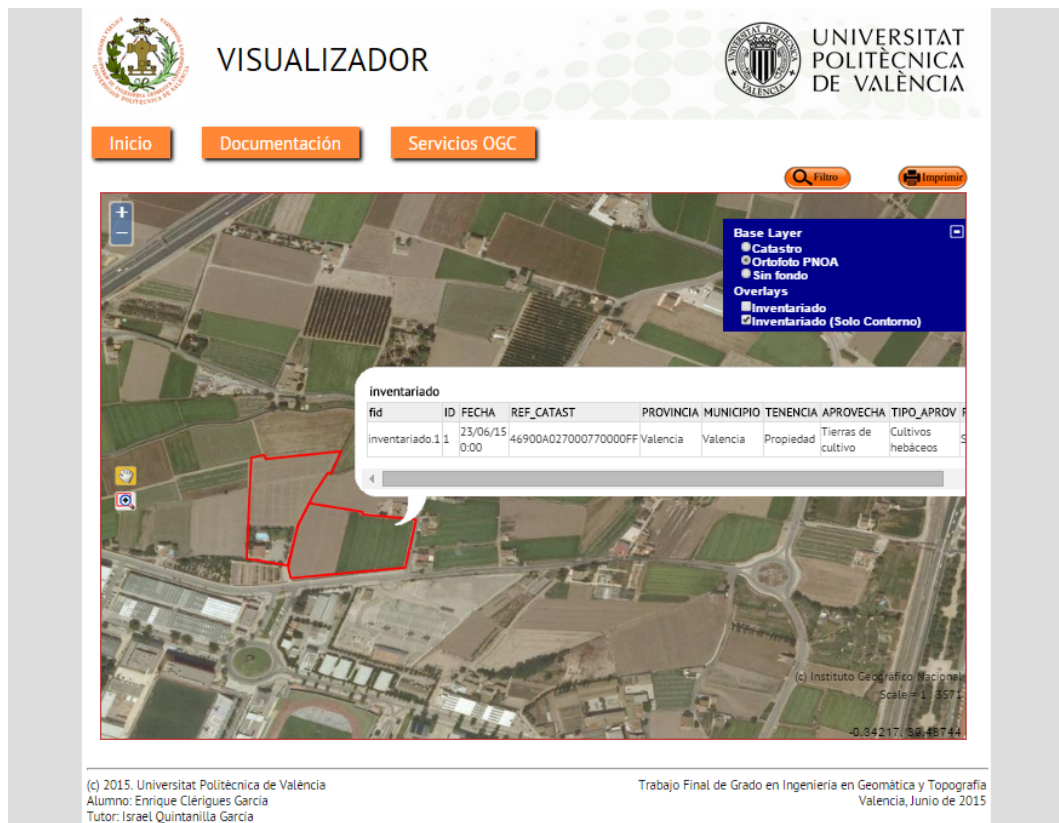 VISUALIZADOR
UNIVERSITAT
POLITÈCNICA
DE VALÈNCIA
Inicio
Documentación
Servicios OGC
Filtro
Imprimir
+
−
Base Layer
Catastro
Ortofoto PNOA
Sin fondo
Overlays
Inventariado
Inventariado (Solo Contorno)
inventariado
fid ID FECHA REF_CATAST PROVINCIA MUNICIPIO TENENCIA APROVECHA TIPO_APROV
inventariado.1 1 23/06/15 0:00 46900A027000770000FF Valencia Valencia Propiedad Tierras de cultivo Cultivos hebáceos
(c) Instituto Geográfico Nacional
Scale = 1 : 3571
-0.34217, 39.48744
(c) 2015. Universitat Politècnica de València
Alumno: Enrique Clérigues García
Tutor: Israel Quintanilla García
Trabajo Final de Grado en Ingeniería en Geomática y Topografía
Valencia, Junio de 2015